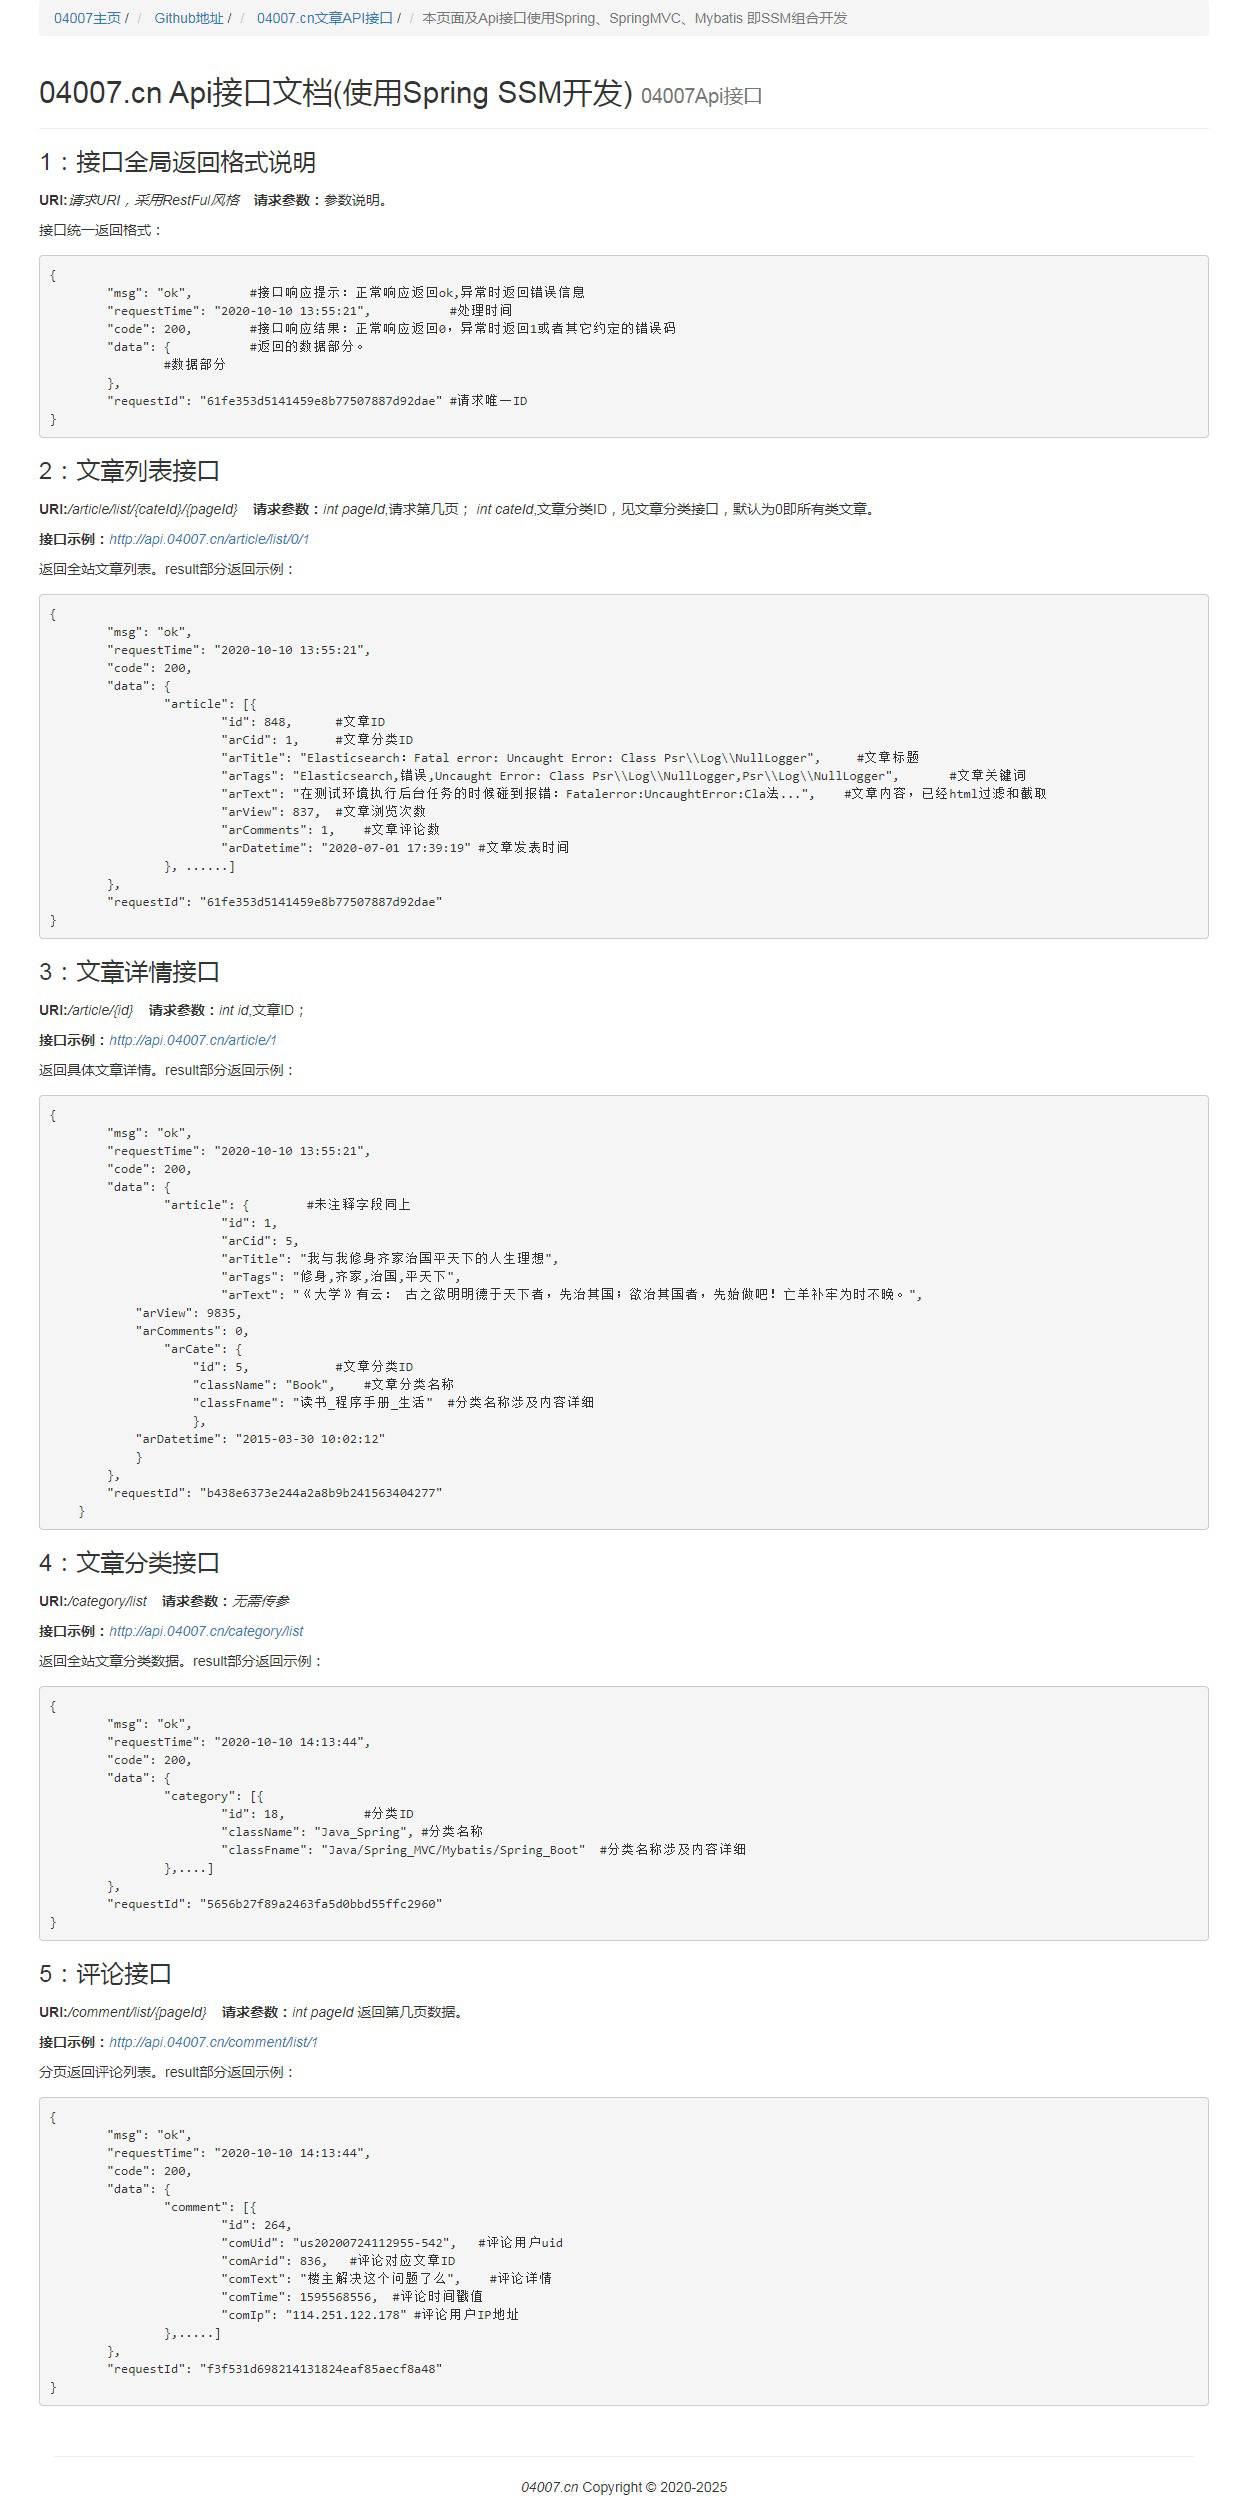 04007主页 / / Github地址 / / 04007.cn文章API接口 / / 本页面及Api接口使用Spring、SpringMVC、Mybatis 即SSM组合开发
04007.cn Api接口文档(使用Spring SSM开发) 04007Api接口
1：接口全局返回格式说明
URI:请求URI，采用RestFul风格 请求参数：参数说明。
接口统一返回格式：
{
"msg": "ok", #接口响应提示: 正常响应返回ok,异常时返回错误信息
"requestTime": "2020-10-10 13:55:21", #处理时间
"code": 200, #接口响应结果: 正常响应返回0，异常时返回1或者其它约定的错误码
"data": { #返回的数据部分。
#数据部分
},
"requestId": "61fe353d5141459e8b77507887d92dae" #请求唯一ID
}
2：文章列表接口
URI:/article/list/{cateId}/{pageId} 请求参数：int pageId,请求第几页； int cateId,文章分类ID，见文章分类接口，默认为0即所有类文章。
接口示例：http://api.04007.cn/article/list/0/1
返回全站文章列表。result部分返回示例：
{
"msg": "ok",
"requestTime": "2020-10-10 13:55:21",
"code": 200,
"data": {
"article": [{
"id": 848, #文章ID
"arCid": 1, #文章分类ID
"arTitle": "Elasticsearch：Fatal error: Uncaught Error: Class Psr\\Log\\NullLogger", #文章标题
"arTags": "Elasticsearch,错误,Uncaught Error: Class Psr\\Log\\NullLogger,Psr\\Log\\NullLogger", #文章关键词
"arText": "在测试环境执行后台任务的时候碰到报错：Fatalerror:UncaughtError:Cla法...", #文章内容，已经html过滤和截取
"arView": 837, #文章浏览次数
"arComments": 1, #文章评论数
"arDatetime": "2020-07-01 17:39:19" #文章发表时间
}, ......]
},
"requestId": "61fe353d5141459e8b77507887d92dae"
}
3：文章详情接口
URI:/article/{id} 请求参数：int id,文章ID；
接口示例：http://api.04007.cn/article/1
返回具体文章详情。result部分返回示例：
{
"msg": "ok",
"requestTime": "2020-10-10 13:55:21",
"code": 200,
"data": {
"article": { #未注释字段同上
"id": 1,
"arCid": 5,
"arTitle": "我与我修身齐家治国平天下的人生理想",
"arTags": "修身,齐家,治国,平天下",
"arText": "《大学》有云： 古之欲明明德于天下者，先治其国；欲治其国者，先始做吧！亡羊补牢为时不晚。",
"arView": 9835,
"arComments": 0,
"arCate": {
"id": 5, #文章分类ID
"className": "Book", #文章分类名称
"classFname": "读书_程序手册_生活" #分类名称涉及内容详细
},
"arDatetime": "2015-03-30 10:02:12"
}
},
"requestId": "b438e6373e244a2a8b9b241563404277"
}
4：文章分类接口
URI:/category/list 请求参数：无需传参
接口示例：http://api.04007.cn/category/list
返回全站文章分类数据。result部分返回示例：
{
"msg": "ok",
"requestTime": "2020-10-10 14:13:44",
"code": 200,
"data": {
"category": [{
"id": 18, #分类ID
"className": "Java_Spring", #分类名称
"classFname": "Java/Spring_MVC/Mybatis/Spring_Boot" #分类名称涉及内容详细
},....]
},
"requestId": "5656b27f89a2463fa5d0bbd55ffc2960"
}
5：评论接口
URI:/comment/list/{pageId} 请求参数：int pageId 返回第几页数据。
接口示例：http://api.04007.cn/comment/list/1
分页返回评论列表。result部分返回示例：
{
"msg": "ok",
"requestTime": "2020-10-10 14:13:44",
"code": 200,
"data": {
"comment": [{
"id": 264,
"comUid": "us20200724112955-542", #评论用户uid
"comArid": 836, #评论对应文章ID
"comText": "楼主解决这个问题了么", #评论详情
"comTime": 1595568556, #评论时间戳值
"comIp": "114.251.122.178" #评论用户IP地址
},.....]
},
"requestId": "f3f531d698214131824eaf85aecf8a48"
}
04007.cn Copyright © 2020-2025